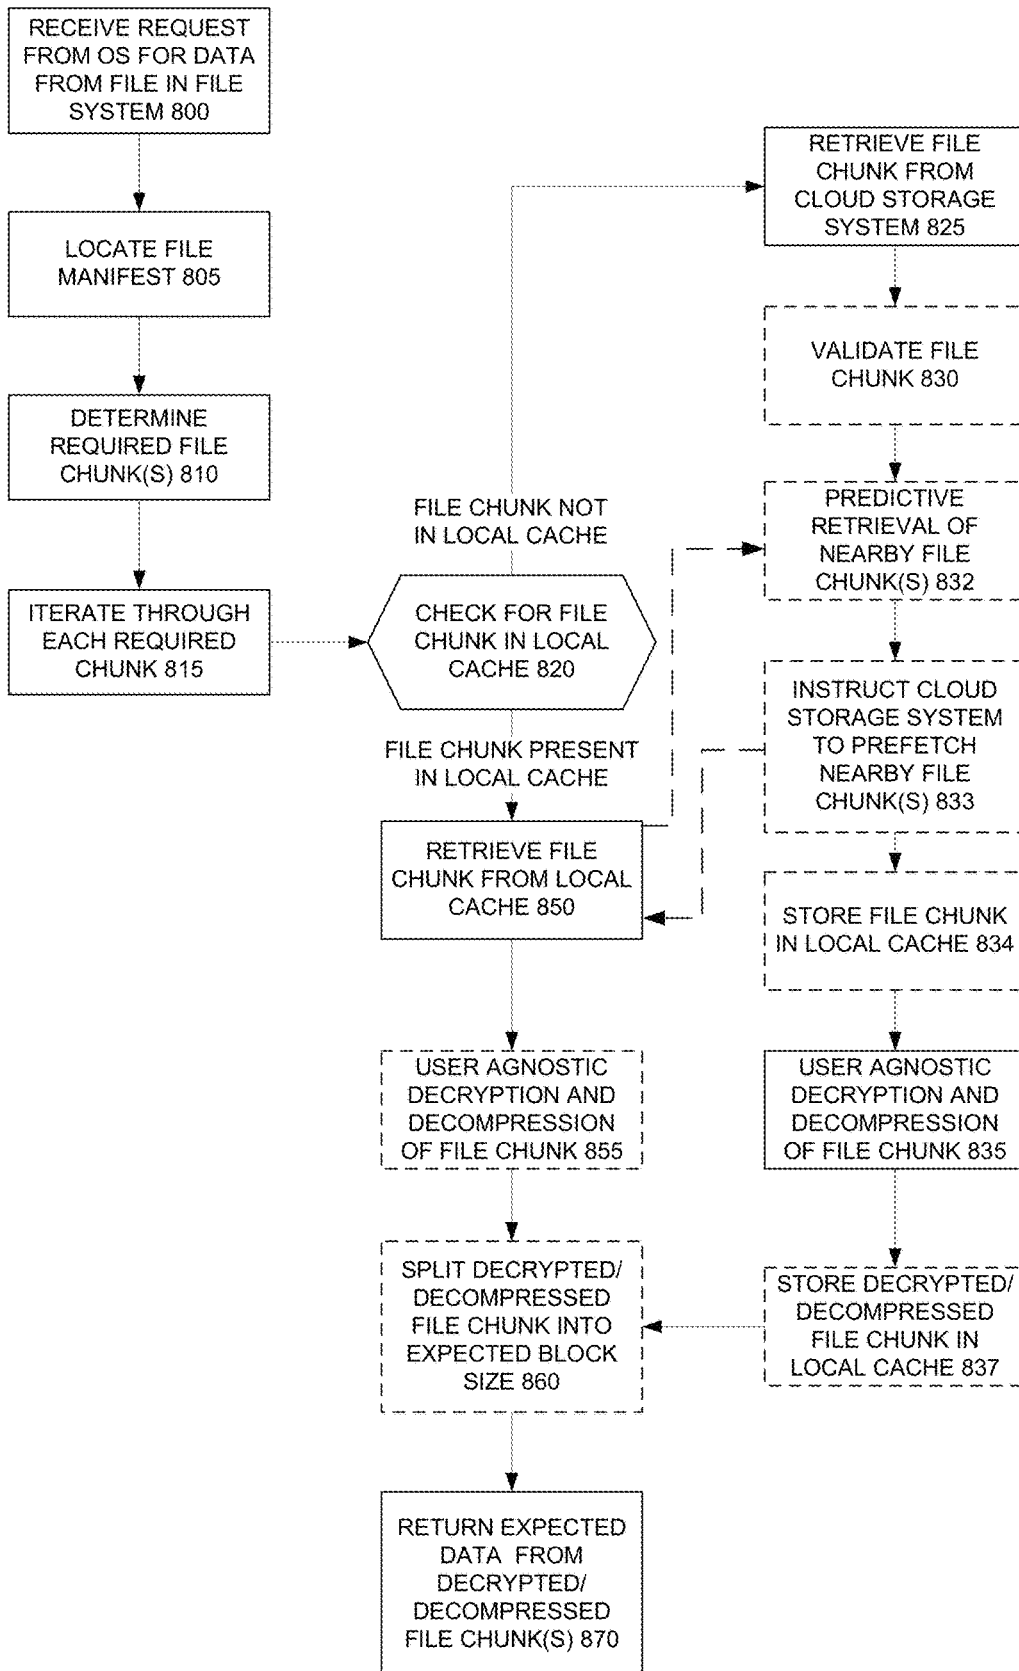 RECEIVE REQUEST
FROM OS FOR DATA
FROM FILE IN FILE
SYSTEM 800
LOCATE FILE
MANIFEST 805
DETERMINE
REQUIRED FILE
CHUNK(S) 810
ITERATE THROUGH
EACH REQUIRED
CHUNK 815
FILE CHUNK NOT
IN LOCAL CACHE
CHECK FOR FILE
CHUNK IN LOCAL
CACHE 820
FILE CHUNK PRESENT
IN LOCAL CACHE
RETRIEVE FILE
CHUNK FROM LOCAL
CACHE 850
USER AGNOSTIC
DECRYPTION AND
DECOMPRESSION
OF FILE CHUNK 855
SPLIT DECRYPTED/
DECOMPRESSED
FILE CHUNK INTO
EXPECTED BLOCK
SIZE 860
RETURN EXPECTED
DATA FROM
DECRYPTED/
DECOMPRESSED
FILE CHUNK(S) 870
RETRIEVE FILE
CHUNK FROM
CLOUD STORAGE
SYSTEM 825
VALIDATE FILE
CHUNK 830
PREDICTIVE
RETRIEVAL OF
NEARBY FILE
CHUNK(S) 832
INSTRUCT CLOUD
STORAGE SYSTEM
TO PREFETCH
NEARBY FILE
CHUNK(S) 833
STORE FILE CHUNK
IN LOCAL CACHE 834
USER AGNOSTIC
DECRYPTION AND
DECOMPRESSION
OF FILE CHUNK 835
STORE DECRYPTED/
DECOMPRESSED
FILE CHUNK IN
LOCAL CACHE 837